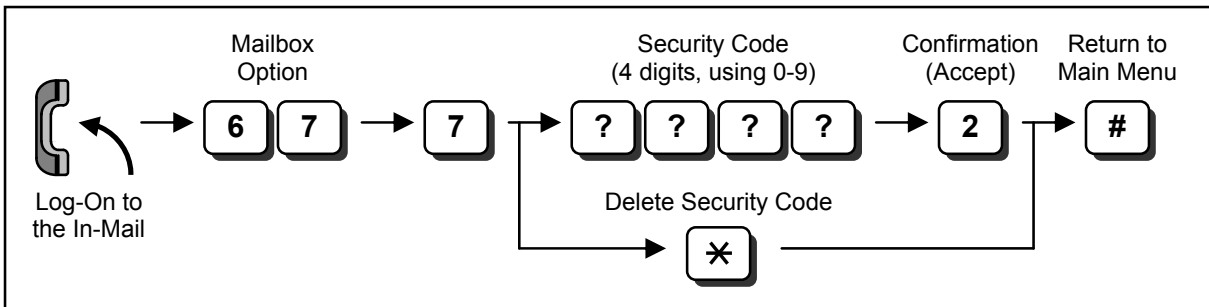 Mailbox
Option
Security Code
(4 digits, using 0-9)
Confirmation
(Accept)
Return to
Main Menu
6 7 7 ? ? ? ? 2 #
Log-On to
the In-Mail
Delete Security Code
*